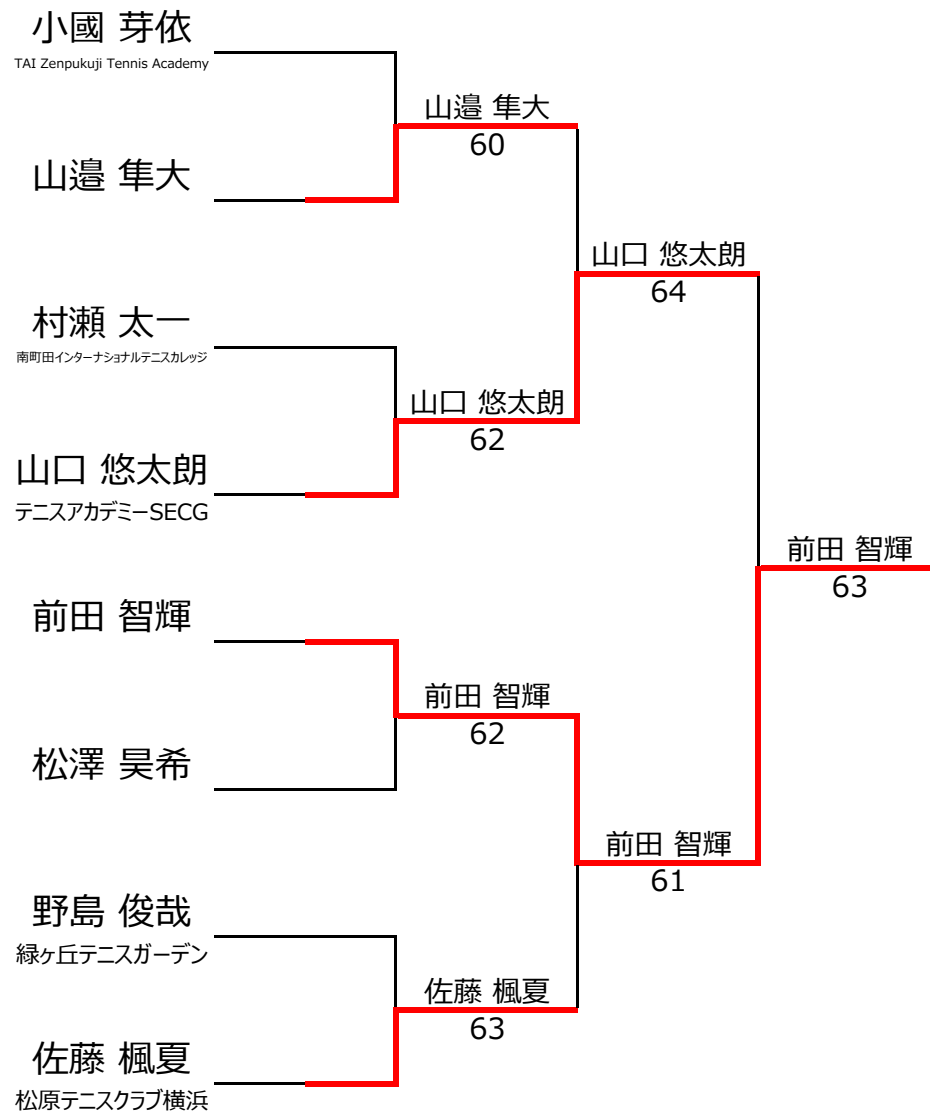 小國 芽依
TAI Zenpukuji Tennis Academy
山邉 隼大
60
山邉 隼大
山口 悠太朗
64
村瀬 太一
南町田インターナショナルテニスカレッジ
山口 悠太朗
62
山口 悠太朗
テニスアカデミーSECG
前田 智輝
63
前田 智輝
前田 智輝
62
松澤 昊希
前田 智輝
61
野島 俊哉
緑ヶ丘テニスガーデン
佐藤 楓夏
63
佐藤 楓夏
松原テニスクラブ横浜